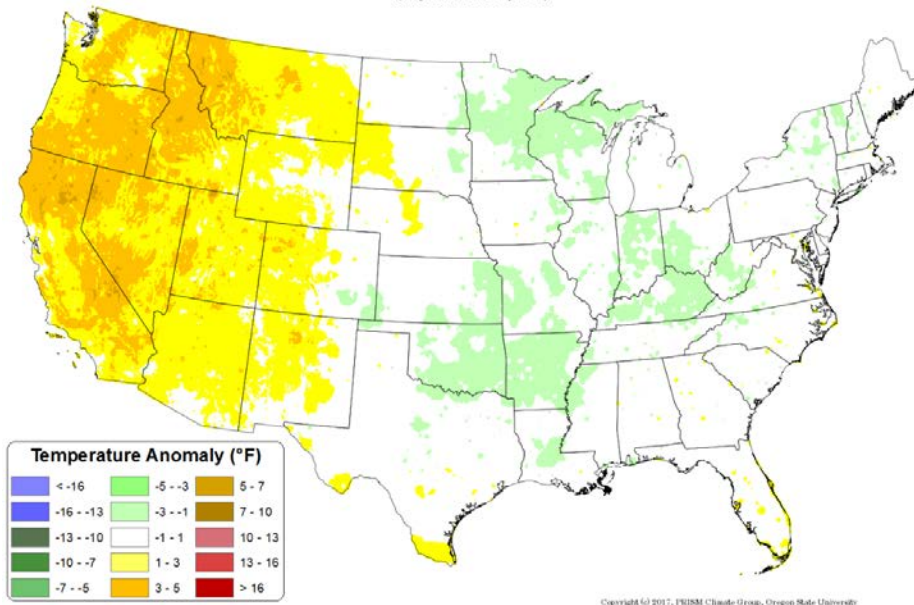 Temperature Anomaly (°F)
< -16 -5 - -3 5 - 7
-16 - -13 -3 - -1 7 - 10
-13 - -10 -1 - 1 10 - 13
-10 - -7 1 - 3 13 - 16
-7 - -5 3 - 5 > 16
Copyright (c) 2017, PRISM Climate Group, Oregon State University